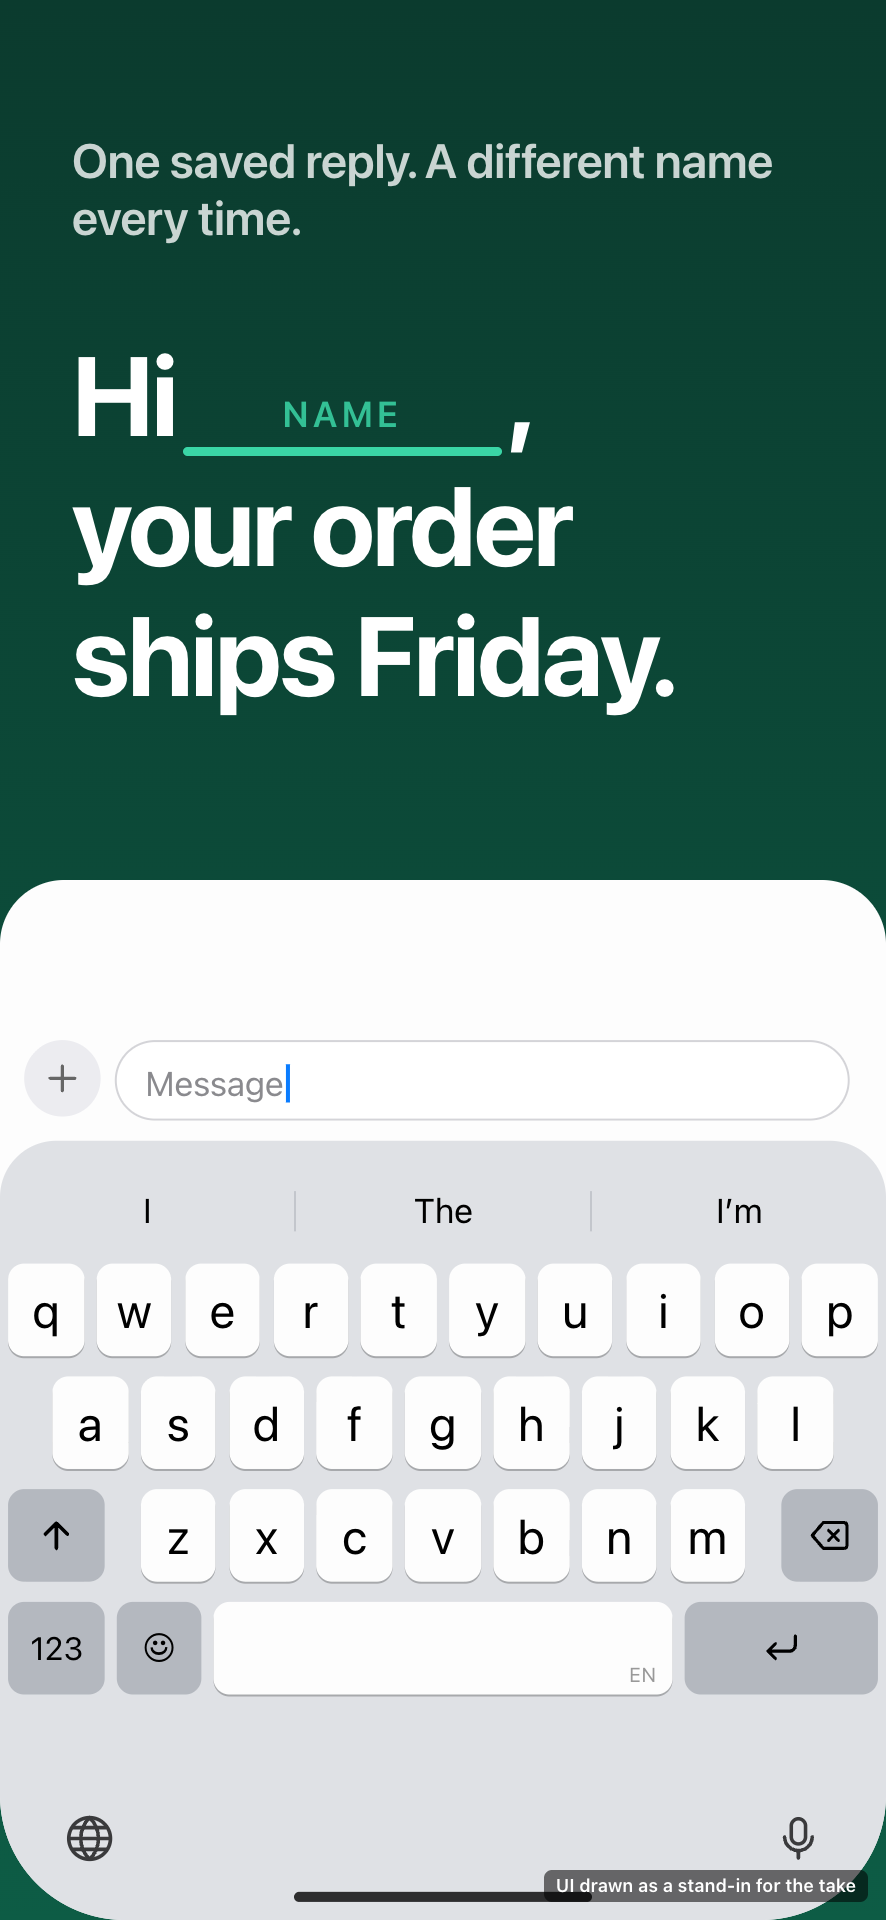 One saved reply. A different name
every time.
Hi NAME ,
your order
ships Friday.
Message
I The I’m
q w e r t y u i o p
a s d f g h j k l
z x c v b n m
123
EN
UI drawn as a stand-in for the take